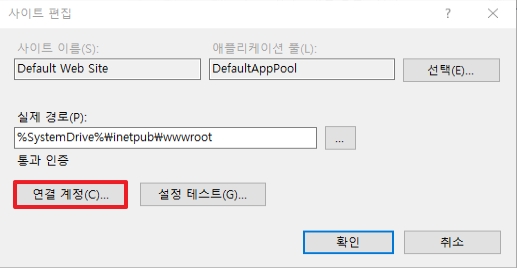 사이트 편집
? ×
사이트 이름(S):
애플리케이션 풀(L):
Default Web Site
DefaultAppPool
선택(E)...
실제 경로(P):
%SystemDrive%₩inetpub₩wwwroot
...
통과 인증
연결 계정(C)...
설정 테스트(G)...
확인
취소